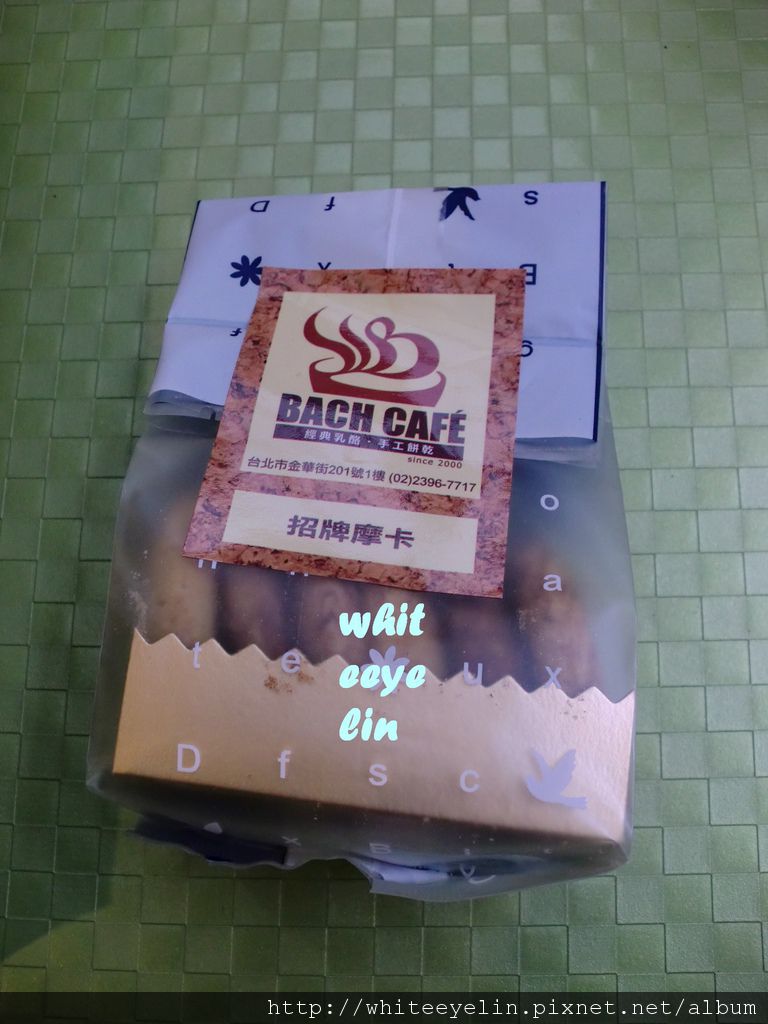 D f s
B f X
g f
BACH CAFÉ
經典乳酪・手工餅乾
since 2000
台北市金華街201號1樓 (02)2396-7717
招牌摩卡
o
n a
t e u x
D f s c
x B
whit
eeye
lin
http://whiteeyelin.pixnet.net/album